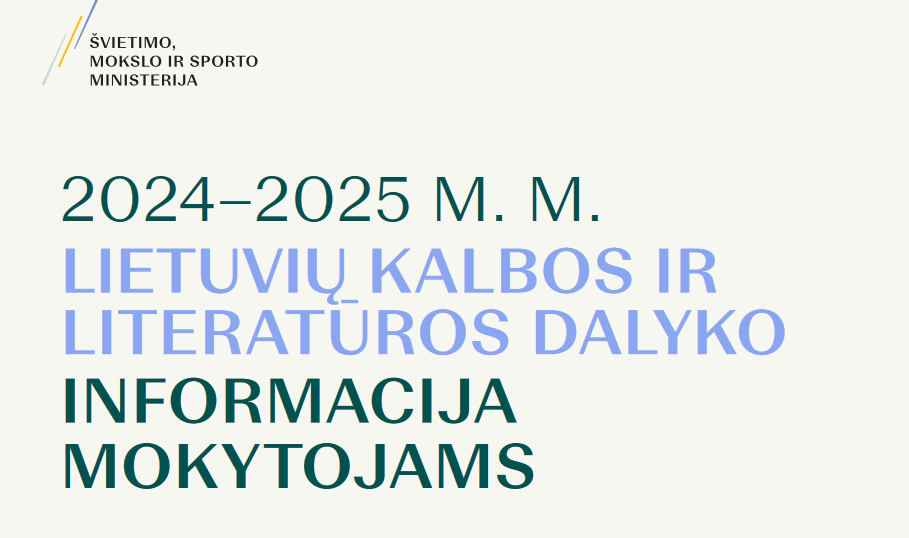 ŠVIETIMO,
MOKSLO IR SPORTO
MINISTERIJA
2024–2025 M. M.
LIETUVIŲ KALBOS IR
LITERATŪROS DALYKO
INFORMACIJA
MOKYTOJAMS